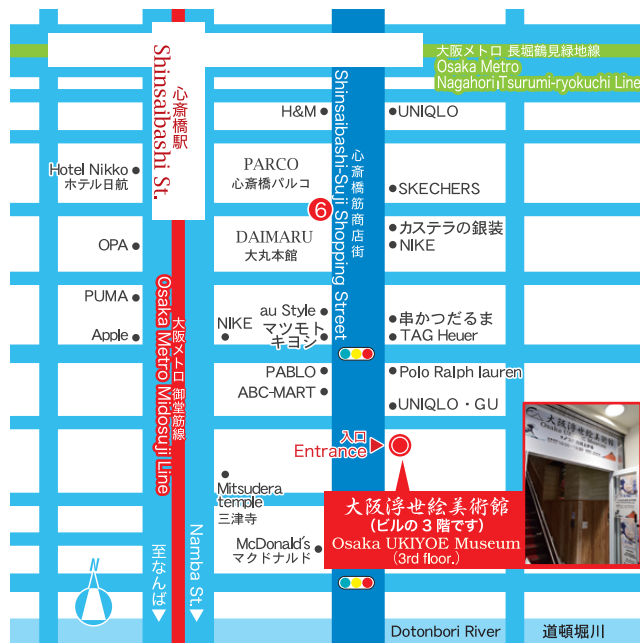 大阪メトロ 長堀鶴見緑地線
Osaka Metro
Nagahori Tsurumi-ryokuchi Line
心斎橋駅
Shinsaibashi St.
H&M
UNIQLO
Hotel Nikko
ホテル日航
PARCO
心斎橋パルコ
SKECHERS
心斎橋筋商店街
Shinsaibashi-Suji Shopping Street
6
OPA
DAIMARU
大丸本館
カステラの銀装
NIKE
PUMA
Apple
大阪メトロ 御堂筋線
Osaka Metro Midosuji Line
NIKE
au Style
マツモト
キヨシ
串かつだるま
TAG Heuer
PABLO
ABC-MART
Polo Ralph lauren
UNIQLO・GU
入口
Entrance
大阪浮世絵美術館
(ビルの3階です)
Osaka UKIYOE Museum
(3rd floor.)
大阪浮世絵美術館
Mitsudera
temple
三津寺
McDonald's
マクドナルド
至なんば
Namba St.
N
Dotonbori River
道頓堀川